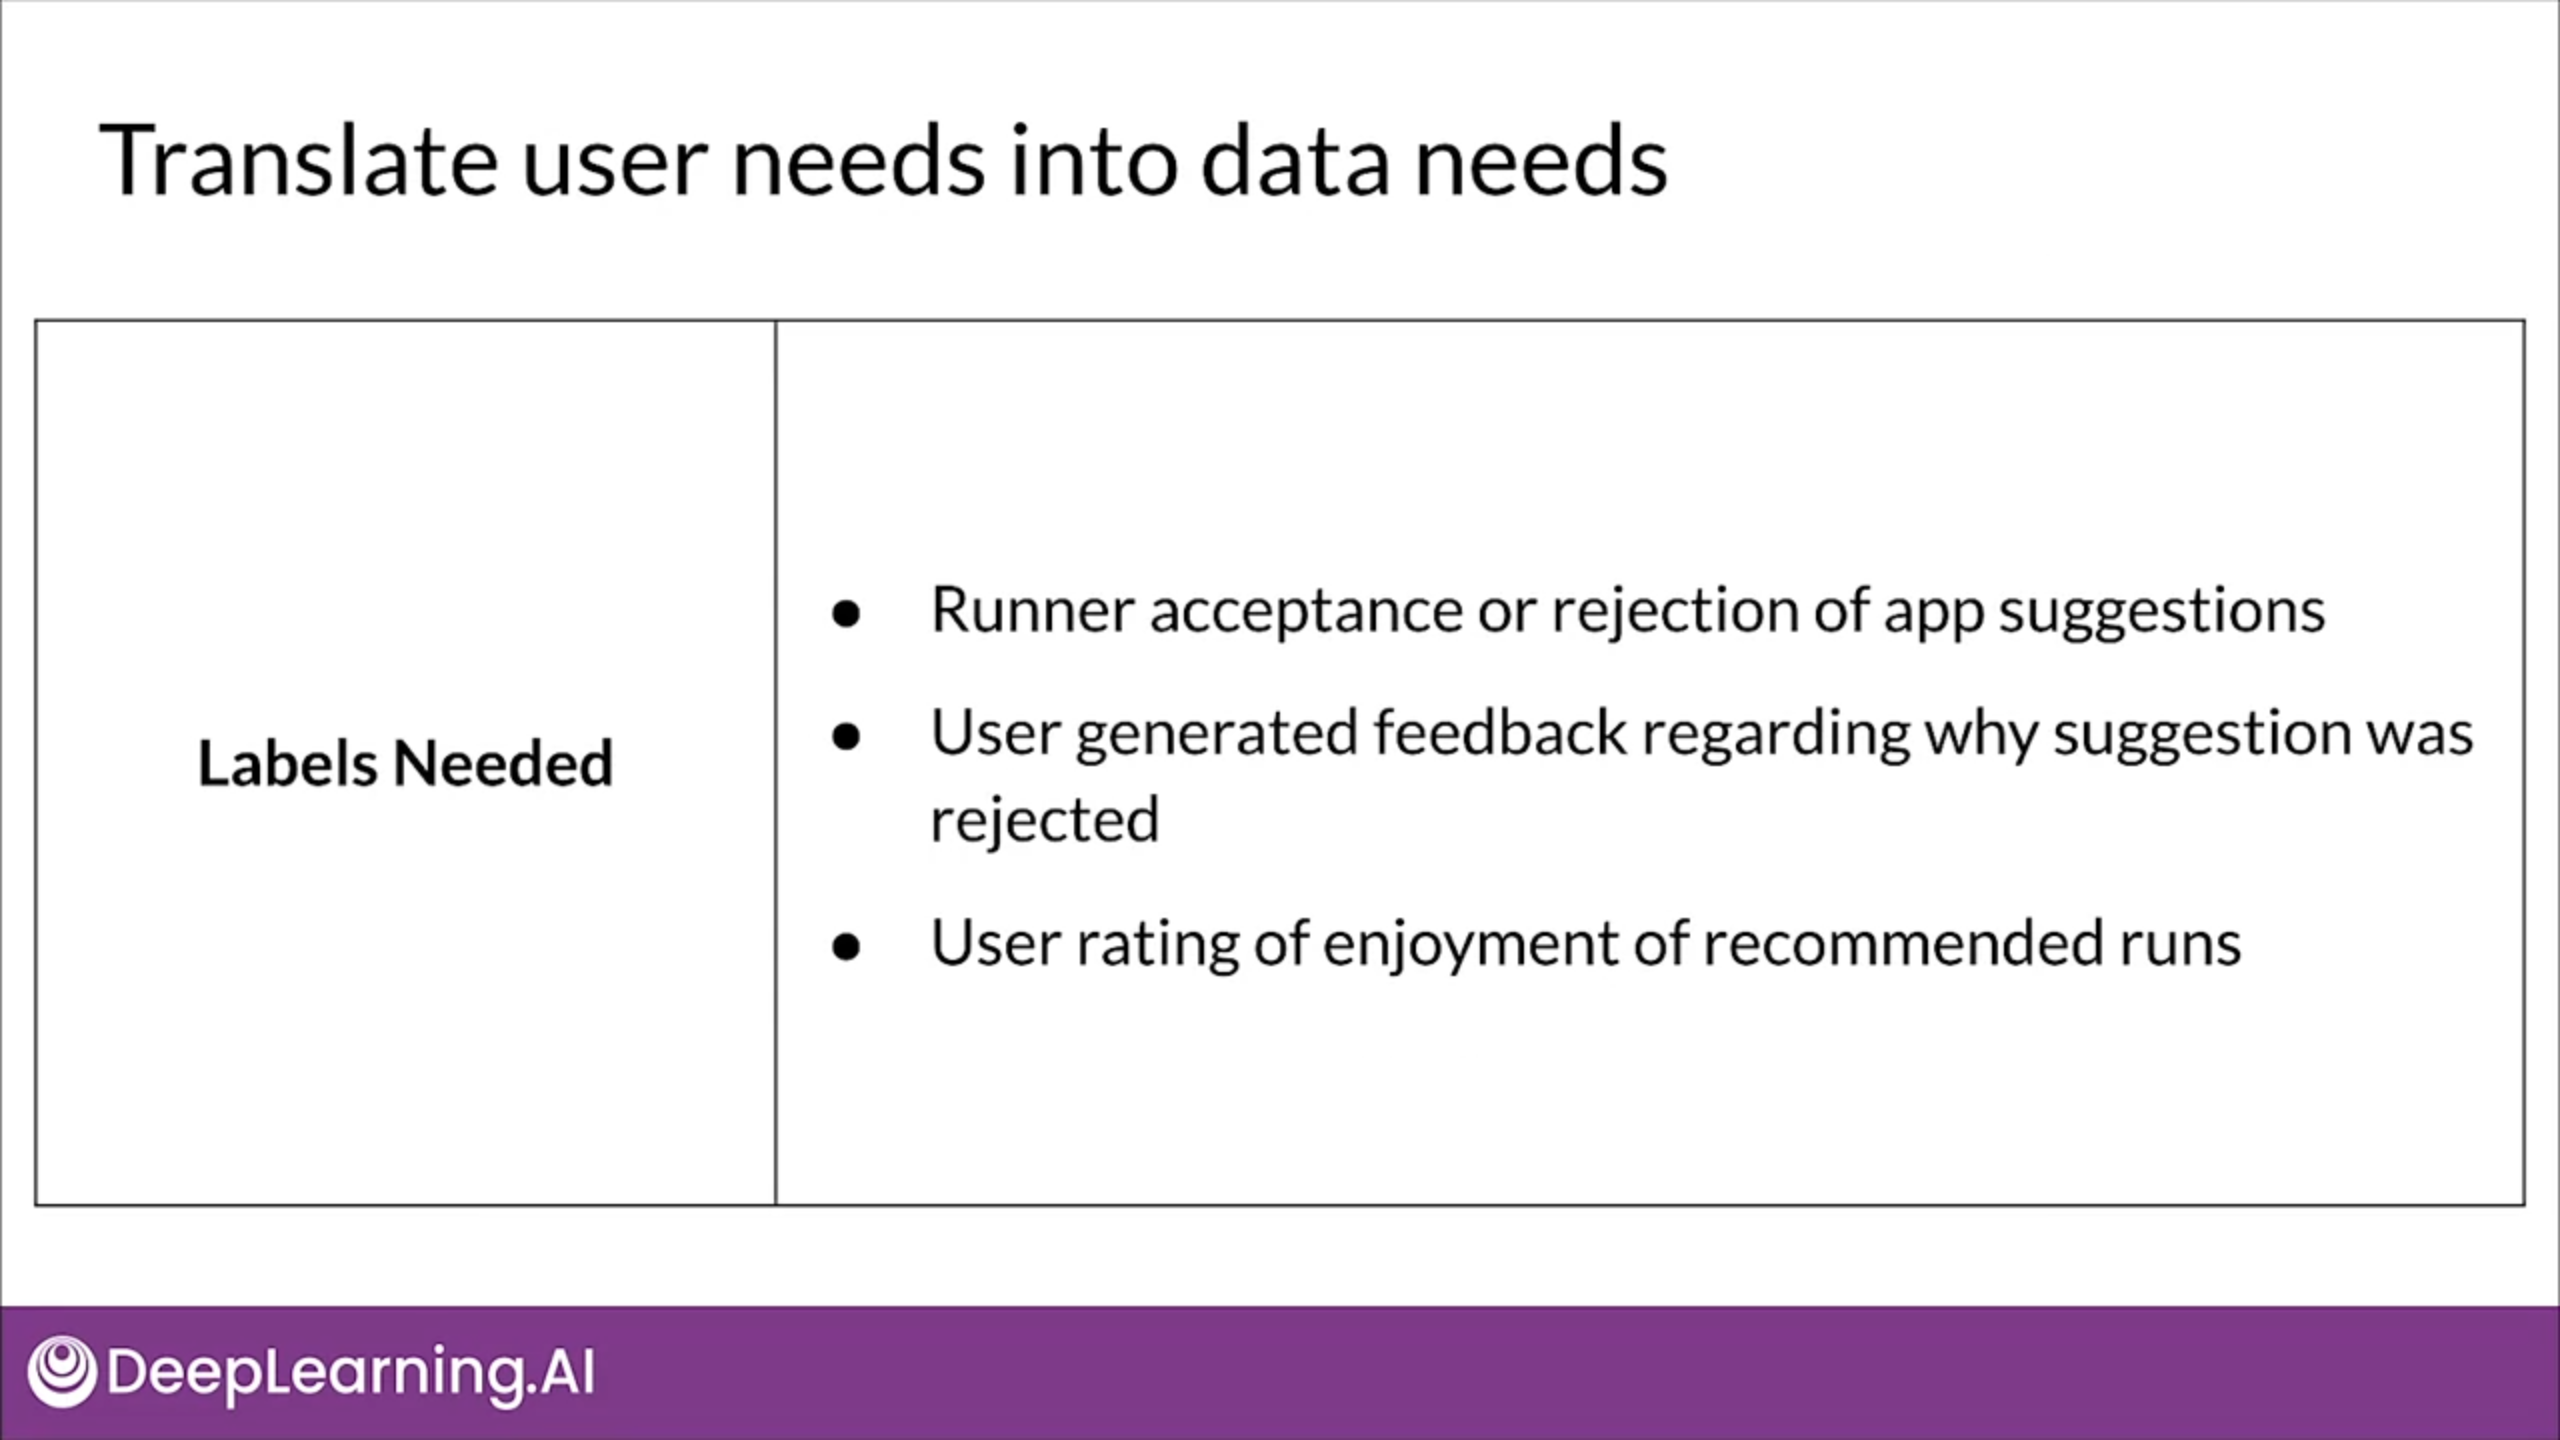 Translate user needs into data needs
Labels Needed
● Runner acceptance or rejection of app suggestions
● User generated feedback regarding why suggestion was
rejected
● User rating of enjoyment of recommended runs
DeepLearning.AI